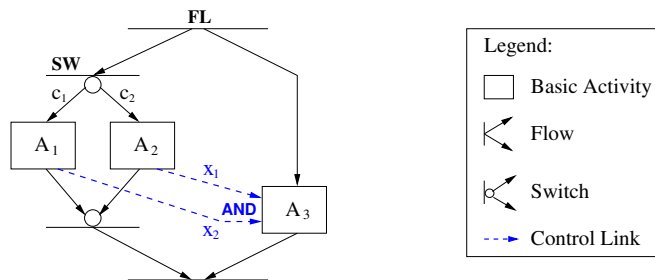 FL
SW
c1 c2
A1 A2
x1
AND A3
x2
Legend:
Basic Activity
Flow
Switch
Control Link